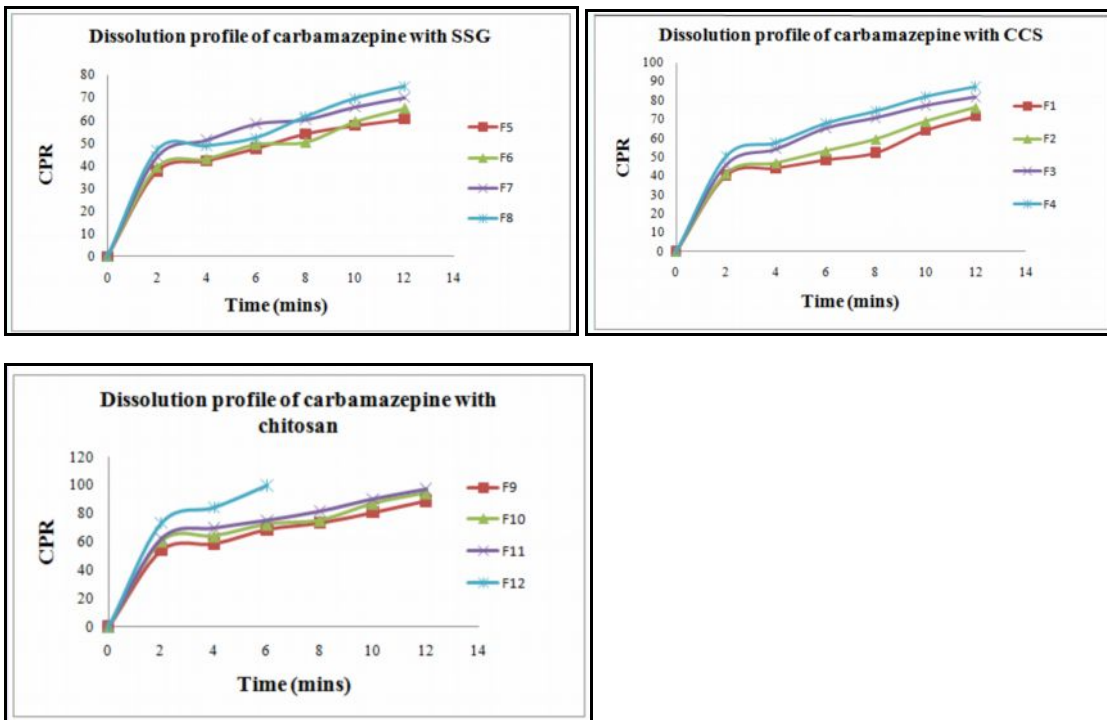 Dissolution profile of carbamazepine with SSG
80
70
60
50
40
30
20
10
0
CPR
0 2 4 6 8 10 12 14
Time (mins)
F5
F6
F7
F8
Dissolution profile of carbamazepine with CCS
100
90
80
70
60
50
40
30
20
10
0
CPR
0 2 4 6 8 10 12 14
Time (mins)
F1
F2
F3
F4
Dissolution profile of carbamazepine with
chitosan
120
100
80
60
40
20
0
CPR
0 2 4 6 8 10 12 14
Time (mins)
F9
F10
F11
F12